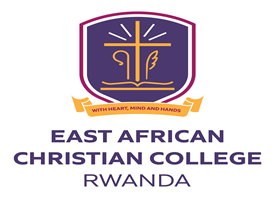 WITH HEART, MIND AND HANDS
EAST AFRICAN
CHRISTIAN COLLEGE
RWANDA